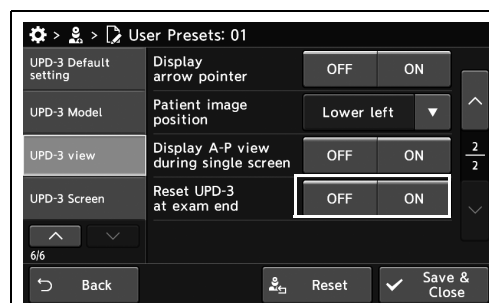 > > User Presets: 01
UPD-3 Default
setting
UPD-3 Model
UPD-3 view
UPD-3 Screen
6/6
Display
arrow pointer
OFF ON
Patient image
position
Lower left
Display A-P view
during single screen
OFF ON
Reset UPD-3
at exam end
OFF ON
2
2
Back
Reset
Save &
Close